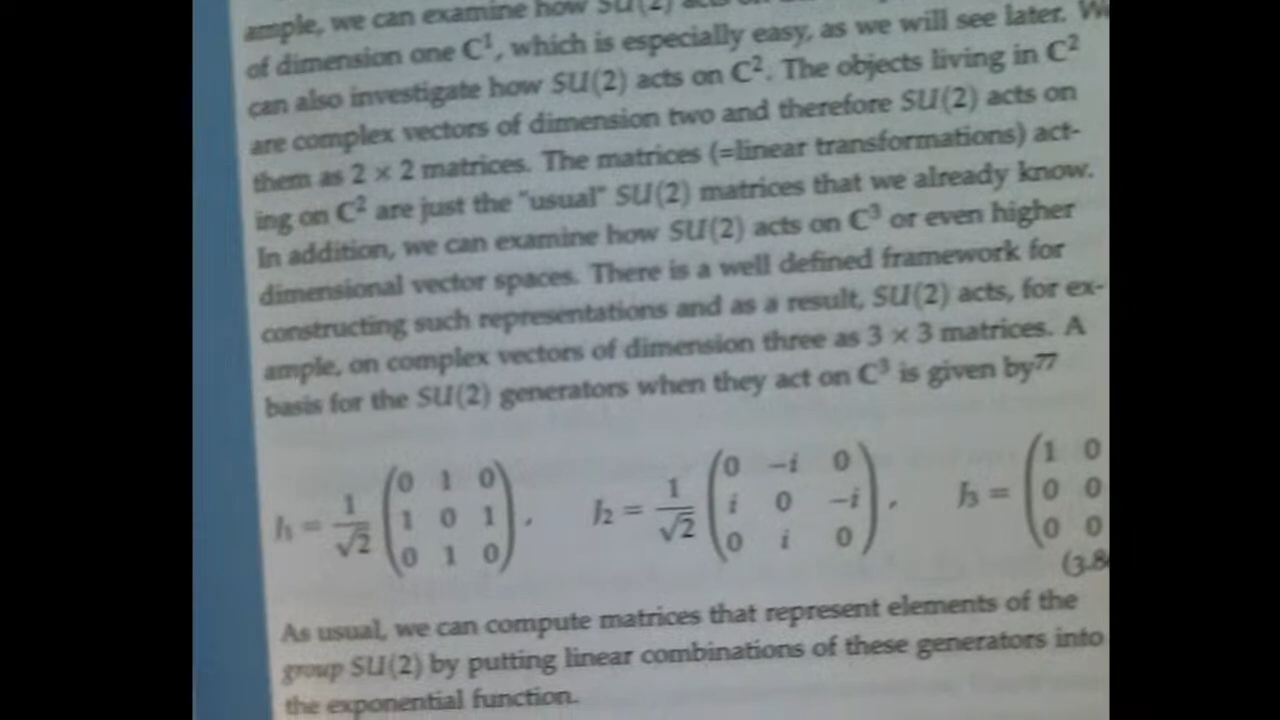 ample, we can examine how SU(2) acts on
of dimension one C¹, which is especially easy, as we will see later. We
can also investigate how SU(2) acts on C². The objects living in C²
are complex vectors of dimension two and therefore SU(2) acts on
them as 2 × 2 matrices. The matrices (=linear transformations) act-
ing on C² are just the "usual" SU(2) matrices that we already know.
In addition, we can examine how SU(2) acts on C³ or even higher
dimensional vector spaces. There is a well defined framework for
constructing such representations and as a result, SU(2) acts, for ex-
ample, on complex vectors of dimension three as 3 × 3 matrices. A
basis for the SU(2) generators when they act on C³ is given by⁷⁷
J₁ = 1/√2 (0 1 0; 1 0 1; 0 1 0), J₂ = 1/√2 (0 -i 0; i 0 -i; 0 i 0), J₃ = (1 0; 0 0; 0 0
(3.8
As usual, we can compute matrices that represent elements of the
group SU(2) by putting linear combinations of these generators into
the exponential function.